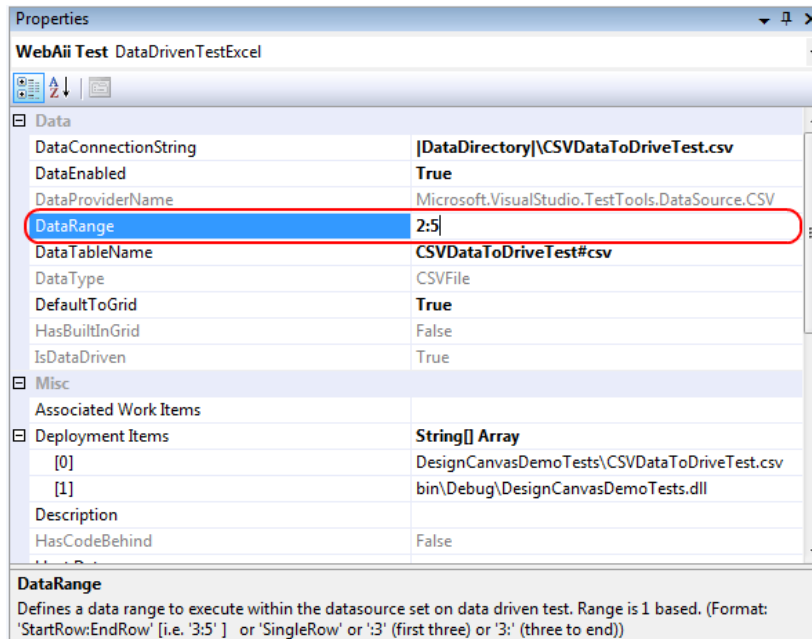 Properties
WebAii Test DataDrivenTestExcel
Data
DataConnectionString |DataDirectory|\CSVDataToDriveTest.csv
DataEnabled True
DataProviderName Microsoft.VisualStudio.TestTools.DataSource.CSV
DataRange 2:5
DataTableName CSVDataToDriveTest#csv
DataType CSVFile
DefaultToGrid True
HasBuiltInGrid False
IsDataDriven True
Misc
Associated Work Items
Deployment Items String[] Array
[0] DesignCanvasDemoTests\CSVDataToDriveTest.csv
[1] bin\Debug\DesignCanvasDemoTests.dll
Description
HasCodeBehind False
DataRange
Defines a data range to execute within the datasource set on data driven test. Range is 1 based. (Format:
'StartRow:EndRow' [i.e. '3:5' ] or 'SingleRow' or ':3' (first three) or '3:' (three to end))